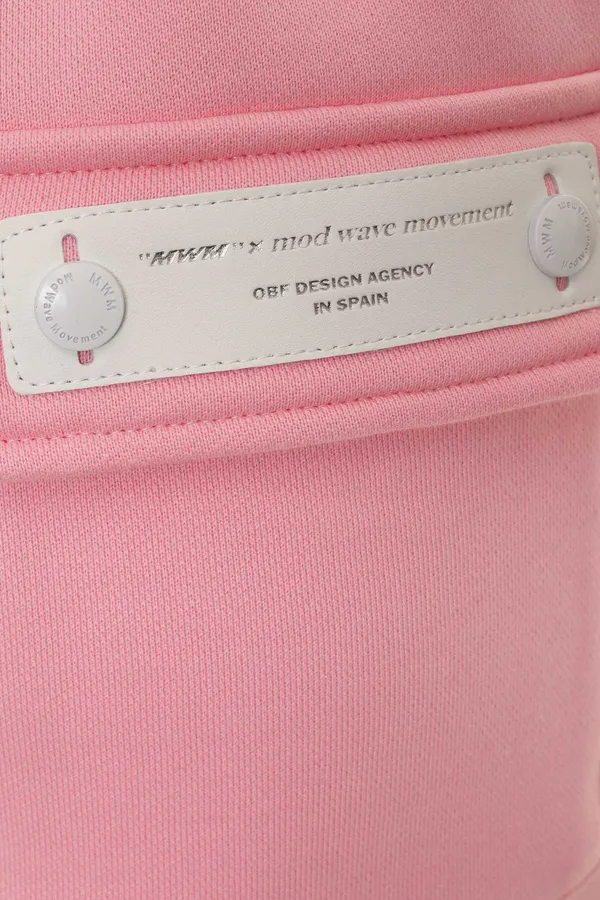 "MWM" × mod wave movement
OBF DESIGN AGENCY
IN SPAIN
MWM
Mod Wave Movement
MWM